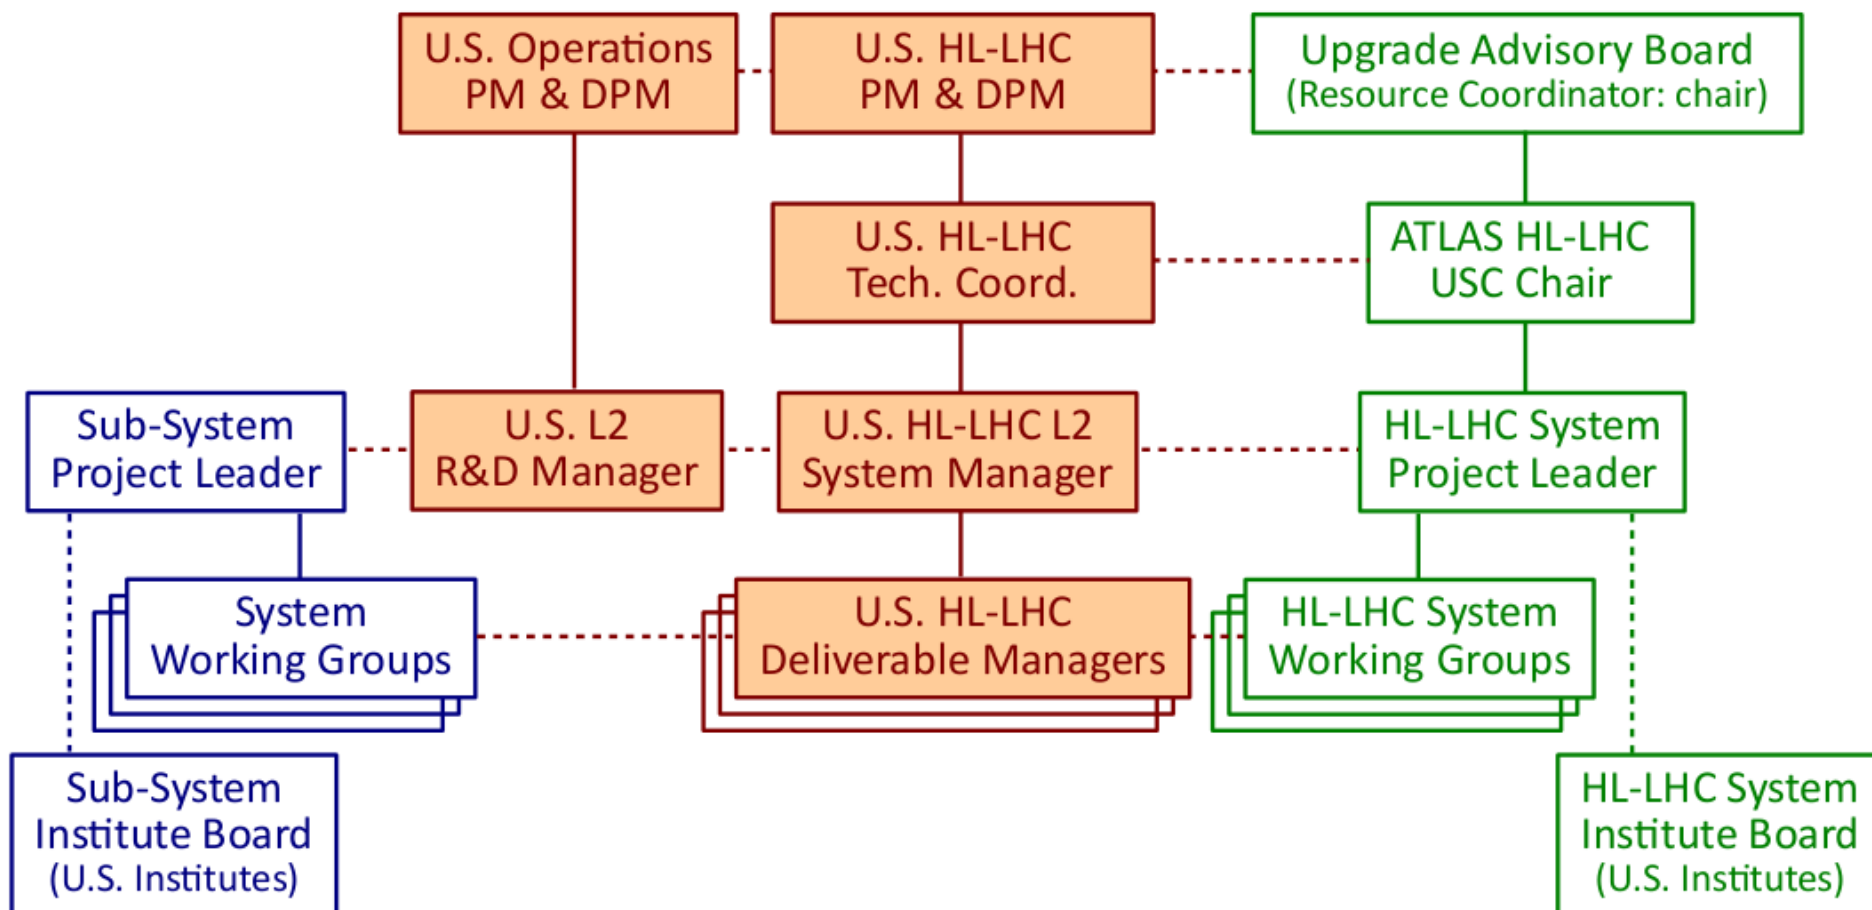 U.S. Operations
PM & DPM
U.S. HL-LHC
PM & DPM
Upgrade Advisory Board
(Resource Coordinator: chair)
U.S. HL-LHC
Tech. Coord.
ATLAS HL-LHC
USC Chair
Sub-System
Project Leader
U.S. L2
R&D Manager
U.S. HL-LHC L2
System Manager
HL-LHC System
Project Leader
System
Working Groups
U.S. HL-LHC
Deliverable Managers
HL-LHC System
Working Groups
Sub-System
Institute Board
(U.S. Institutes)
HL-LHC System
Institute Board
(U.S. Institutes)